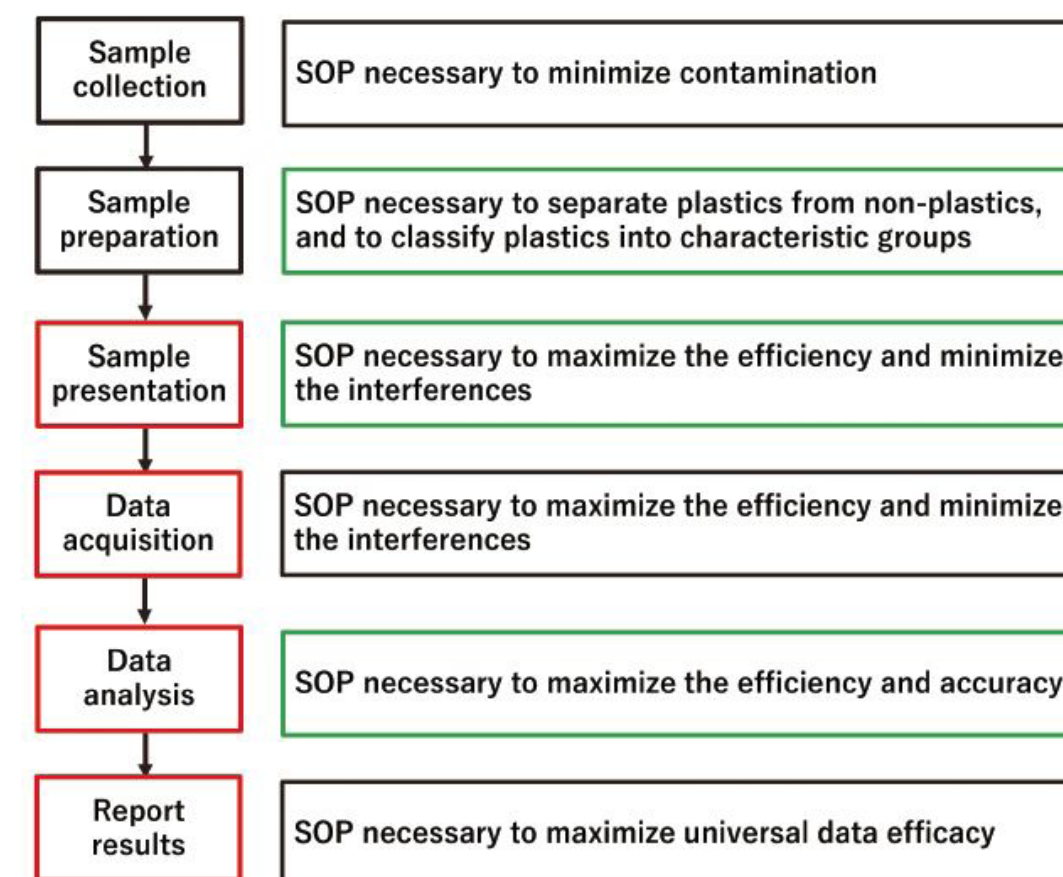 Sample
collection
SOP necessary to minimize contamination
Sample
preparation
SOP necessary to separate plastics from non-plastics,
and to classify plastics into characteristic groups
Sample
presentation
SOP necessary to maximize the efficiency and minimize
the interferences
Data
acquisition
SOP necessary to maximize the efficiency and minimize
the interferences
Data
analysis
SOP necessary to maximize the efficiency and accuracy
Report
results
SOP necessary to maximize universal data efficacy